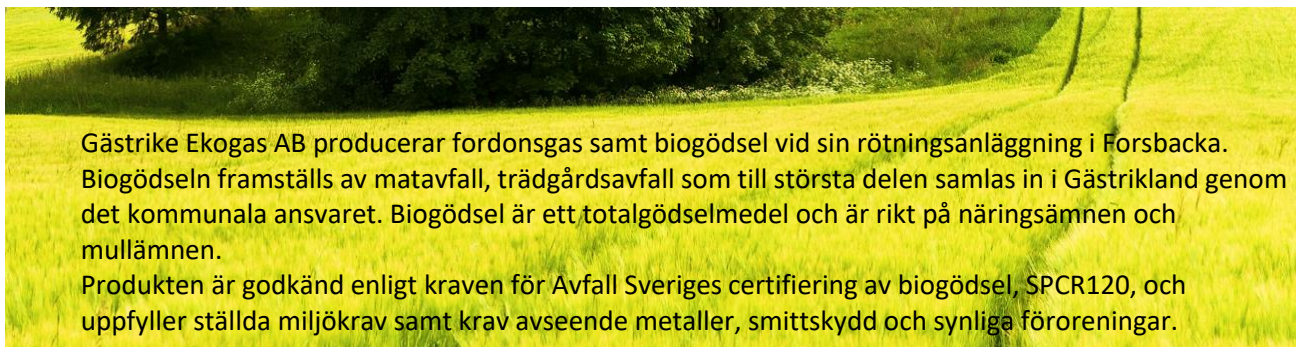 Gästrike Ekogas AB producerar fordonsgas samt biogödsel vid sin rötningsanläggning i Forsbacka.
Biogödseln framställs av matavfall, trädgårdsavfall som till största delen samlas in i Gästrikland genom
det kommunala ansvaret. Biogödsel är ett totalgödselmedel och är rikt på näringsämnen och
mullämnen.
Produkten är godkänd enligt kraven för Avfall Sveriges certifiering av biogödsel, SPCR120, och
uppfyller ställda miljökrav samt krav avseende metaller, smittskydd och synliga föroreningar.